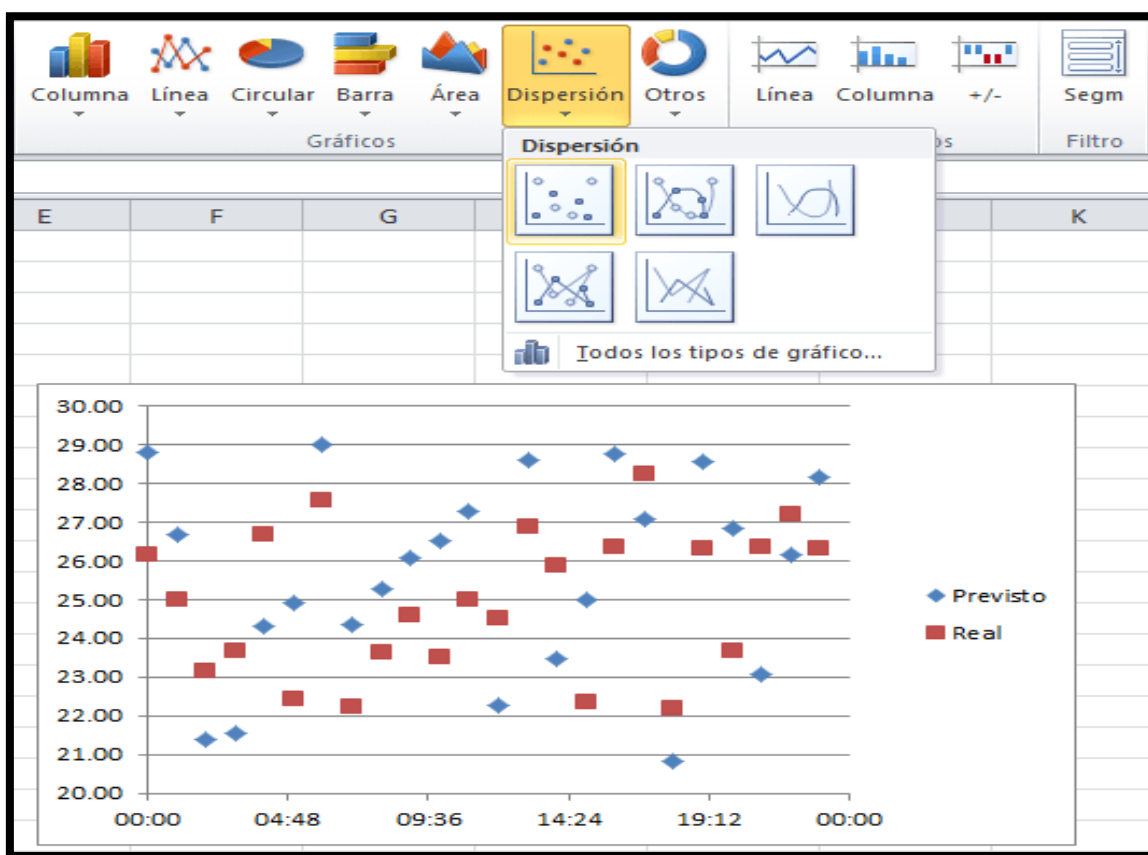 Columna Línea Circular Barra Área Dispersión Otros Línea Columna +/- Segm
Gráficos os Filtro
Dispersión
E F G K
Todos los tipos de gráfico...
30.00
29.00
28.00
27.00
26.00
25.00
24.00
23.00
22.00
21.00
20.00
00:00 04:48 09:36 14:24 19:12 00:00
Previsto
Real